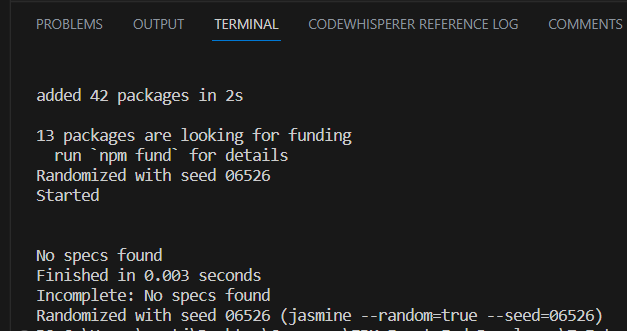 PROBLEMS OUTPUT TERMINAL CODEWHISPERER REFERENCE LOG COMMENTS
added 42 packages in 2s
13 packages are looking for funding
run `npm fund` for details
Randomized with seed 06526
Started
No specs found
Finished in 0.003 seconds
Incomplete: No specs found
Randomized with seed 06526 (jasmine --random=true --seed=06526)